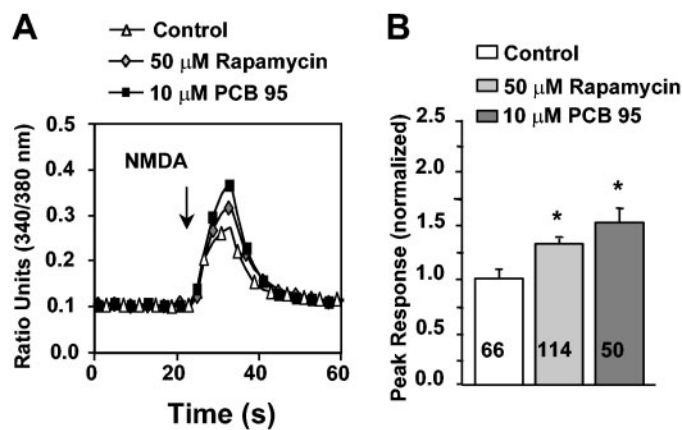 A
Control
50 μM Rapamycin
10 μM PCB 95
Ratio Units (340/380 nm)
0.5
0.4
0.3
0.2
0.1
0.0
NMDA
0
20
40
60
Time (s)
B
Control
50 μM Rapamycin
10 μM PCB 95
Peak Response (normalized)
2.5
2.0
1.5
1.0
0.5
0.0
*
*
66
114
50